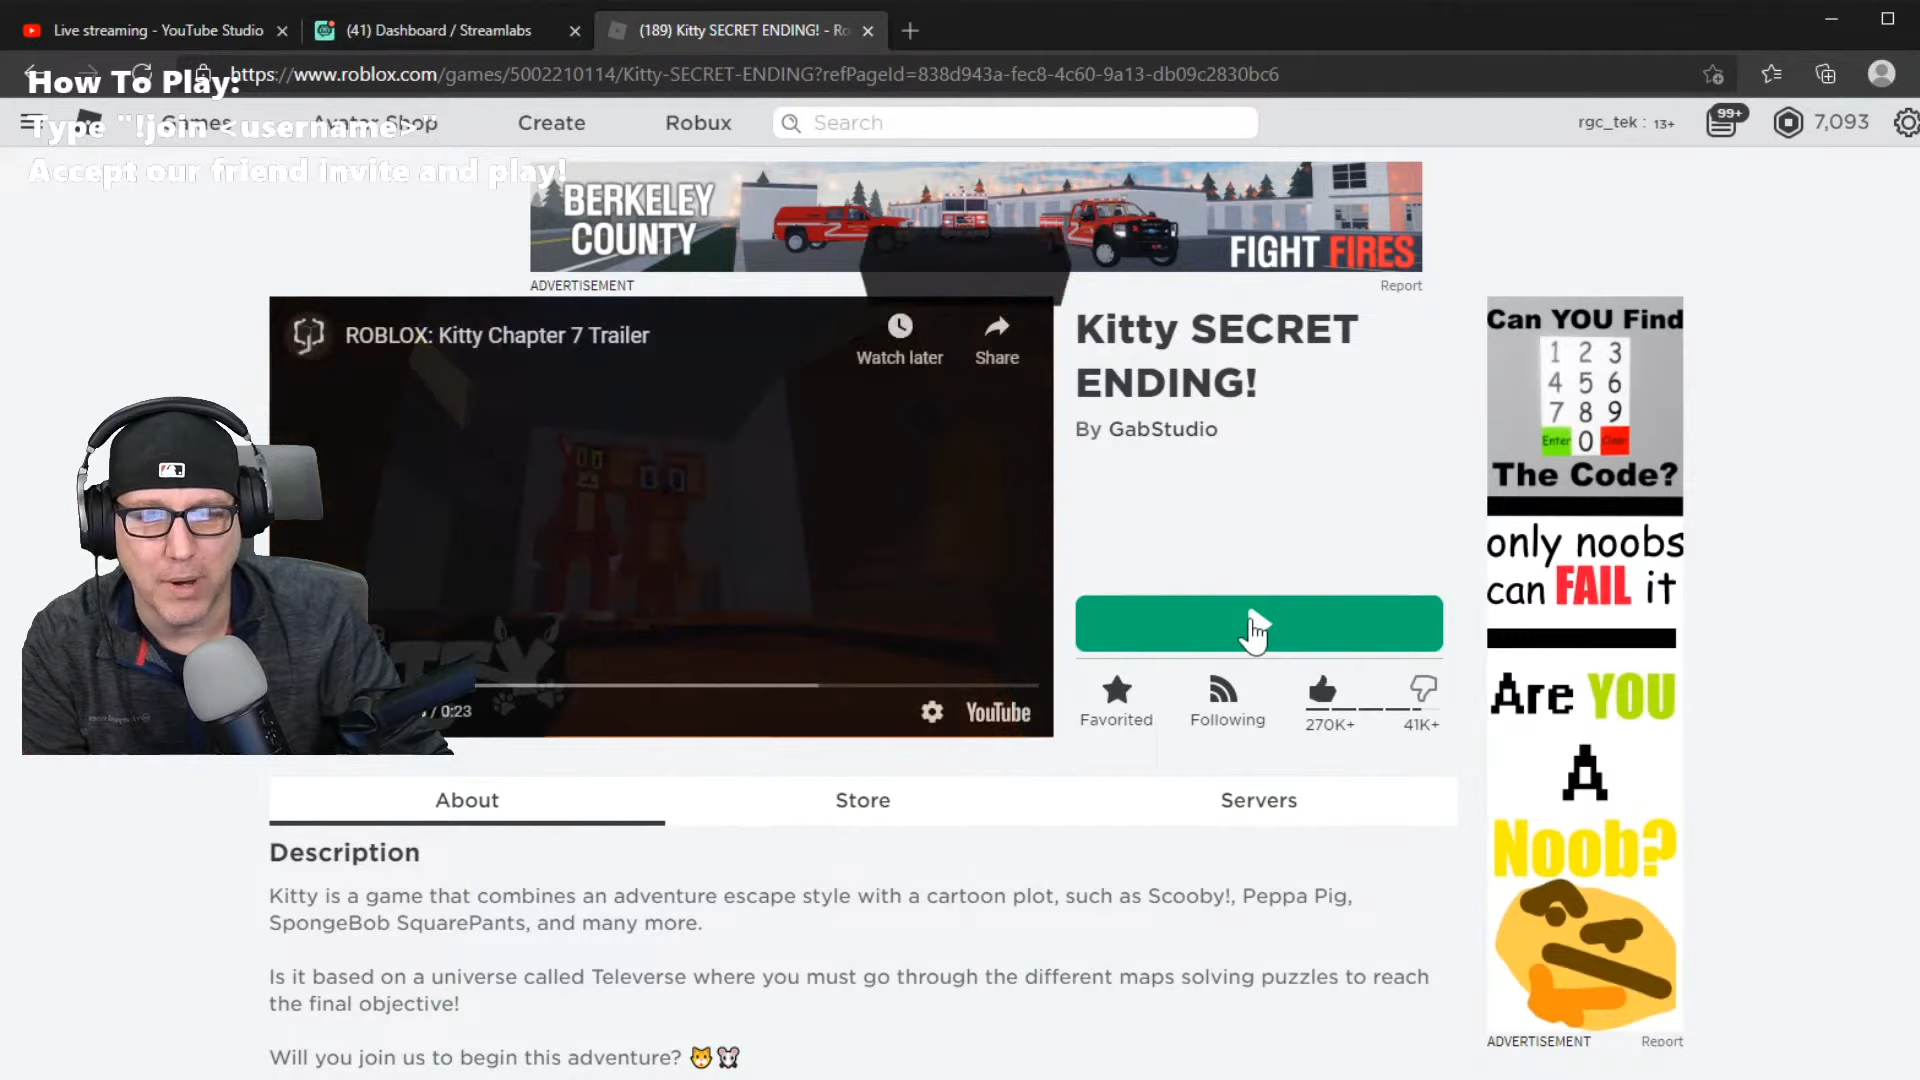 Live streaming - YouTube Studio
(41) Dashboard / Streamlabs
(189) Kitty SECRET ENDING! - Ro
https://www.roblox.com/games/5002210114/Kitty-SECRET-ENDING?refPageId=838d943a-fec8-4c60-9a13-db09c2830bc6
How To Play:
Type "!join <username>"
Accept our friend invite and play!
Games
Avatar Shop
Create
Robux
Search
rgc_tek : 13+
99+
7,093
BERKELEY
COUNTY
FIGHT FIRES
ADVERTISEMENT
Report
ROBLOX: Kitty Chapter 7 Trailer
Watch later
Share
/ 0:23
YouTube
Kitty SECRET
ENDING!
By GabStudio
Favorited
Following
270K+
41K+
Can YOU Find
1 2 3
4 5 6
7 8 9
Enter 0 Clear
The Code?
only noobs
can FAIL it
Are YOU
A
Noob?
ADVERTISEMENT
Report
About
Store
Servers
Description
Kitty is a game that combines an adventure escape style with a cartoon plot, such as Scooby!, Peppa Pig,
SpongeBob SquarePants, and many more.
Is it based on a universe called Televerse where you must go through the different maps solving puzzles to reach
the final objective!
Will you join us to begin this adventure? 🐱🐭